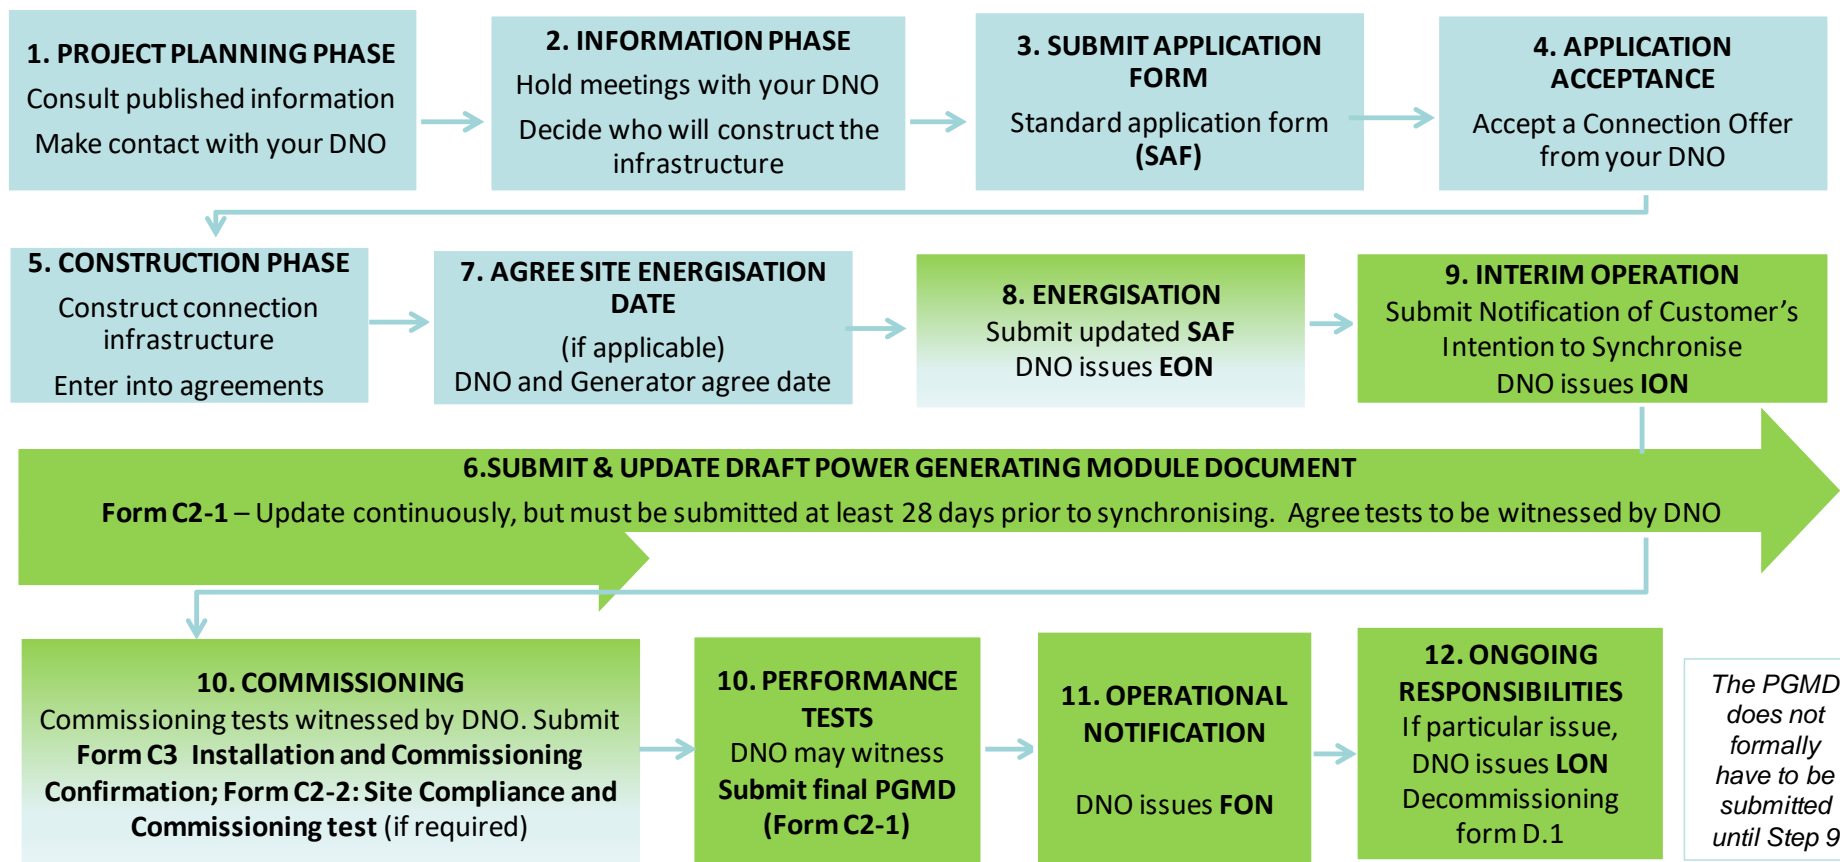 1. PROJECT PLANNING PHASE
Consult published information
Make contact with your DNO
2. INFORMATION PHASE
Hold meetings with your DNO
Decide who will construct the
infrastructure
3. SUBMIT APPLICATION
FORM
Standard application form
(SAF)
4. APPLICATION
ACCEPTANCE
Accept a Connection Offer
from your DNO
5. CONSTRUCTION PHASE
Construct connection
infrastructure
Enter into agreements
7. AGREE SITE ENERGISATION
DATE
(if applicable)
DNO and Generator agree date
8. ENERGISATION
Submit updated SAF
DNO issues EON
9. INTERIM OPERATION
Submit Notification of Customer's
Intention to Synchronise
DNO issues ION
6.SUBMIT & UPDATE DRAFT POWER GENERATING MODULE DOCUMENT
Form C2-1 – Update continuously, but must be submitted at least 28 days prior to synchronising. Agree tests to be witnessed by DNO
10. COMMISSIONING
Commissioning tests witnessed by DNO. Submit
Form C3 Installation and Commissioning
Confirmation; Form C2-2: Site Compliance and
Commissioning test (if required)
10. PERFORMANCE
TESTS
DNO may witness
Submit final PGMD
(Form C2-1)
11. OPERATIONAL
NOTIFICATION
DNO issues FON
12. ONGOING
RESPONSIBILITIES
If particular issue,
DNO issues LON
Decommissioning
form D.1
The PGMD
does not
formally
have to be
submitted
until Step 9